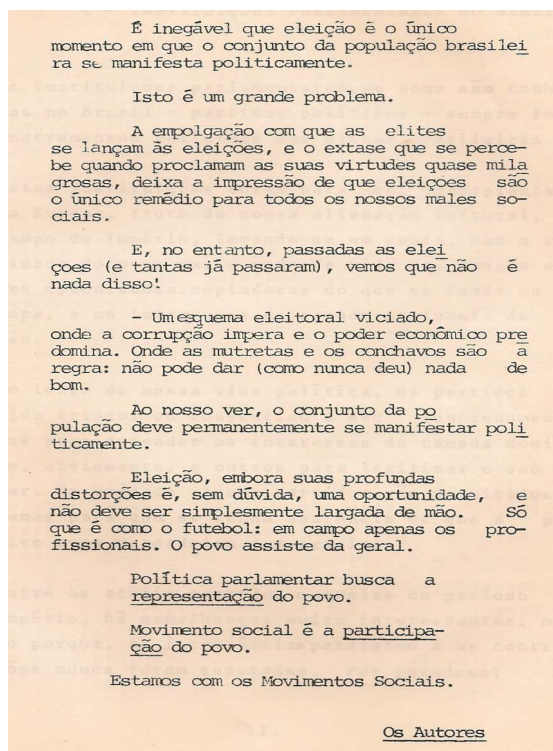 É inegável que eleição é o único
momento em que o conjunto da população brasilei
ra se manifesta politicamente.
Isto é um grande problema.
A empolgação com que as elites
se lançam às eleições, e o extase que se perce-
be quando proclamam as suas virtudes quase mila
grosas, deixa a impressão de que eleições são
o único remédio para todos os nossos males so-
ciais.
E, no entanto, passadas as elei
çoes (e tantas já passaram), vemos que não é
nada disso!
- Um esquema eleitoral viciado,
onde a corrupção impera e o poder econômico pre
domina. Onde as mutretas e os conchavos são a
regra: não pode dar (como nunca deu) nada de
bom.
Ao nosso ver, o conjunto da po
pulação deve permanentemente se manifestar poli
ticamente.
Eleição, embora suas profundas
distorções é, sem dúvida, uma oportunidade, e
não deve ser simplesmente largada de mão. Só
que é como o futebol: em campo apenas os pro-
fissionais. O povo assiste da geral.
Política parlamentar busca a
representação do povo.
Movimento social é a participa-
ção do povo.
Estamos com os Movimentos Sociais.
Os Autores